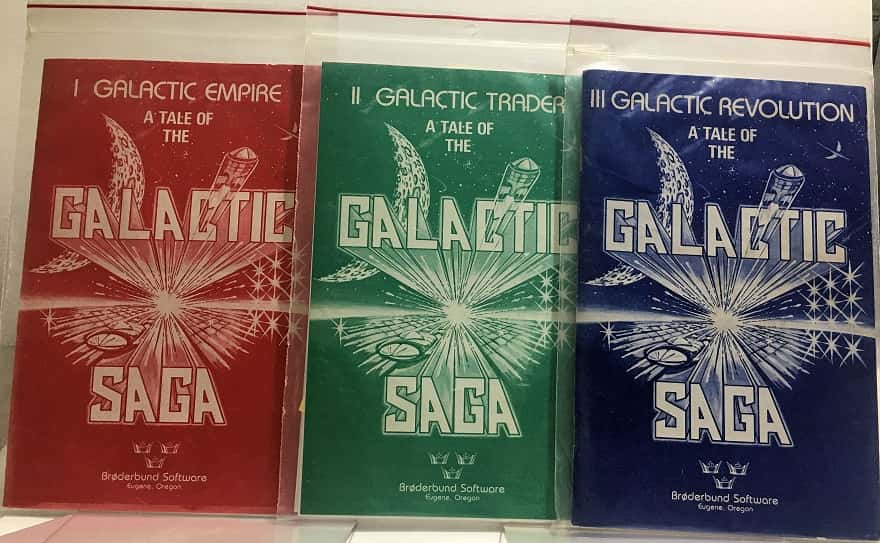 I GALACTIC EMPIRE
A TALE OF
THE
GALACTIC
SAGA
Brøderbund Software
Eugene, Oregon
II GALACTIC TRADER
A TALE OF
THE
GALACTIC
SAGA
Brøderbund Software
Eugene, Oregon
III GALACTIC REVOLUTION
A TALE OF
THE
GALACTIC
SAGA
Brøderbund Software
Eugene, Oregon